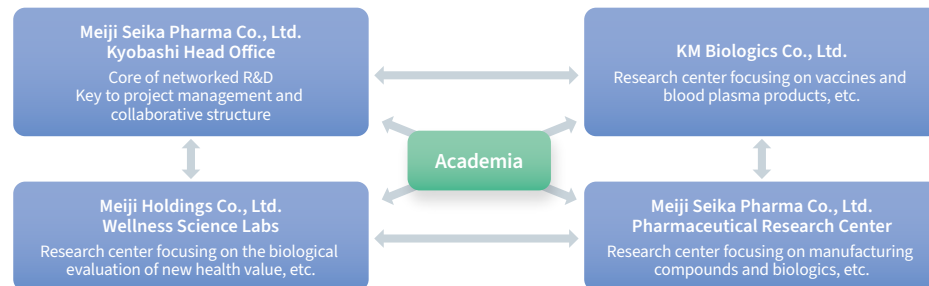 Meiji Seika Pharma Co., Ltd.
Kyobashi Head Office
Core of networked R&D
Key to project management and
collaborative structure
KM Biologics Co., Ltd.
Research center focusing on vaccines and
blood plasma products, etc.
Academia
Meiji Holdings Co., Ltd.
Wellness Science Labs
Research center focusing on the biological
evaluation of new health value, etc.
Meiji Seika Pharma Co., Ltd.
Pharmaceutical Research Center
Research center focusing on manufacturing
compounds and biologics, etc.